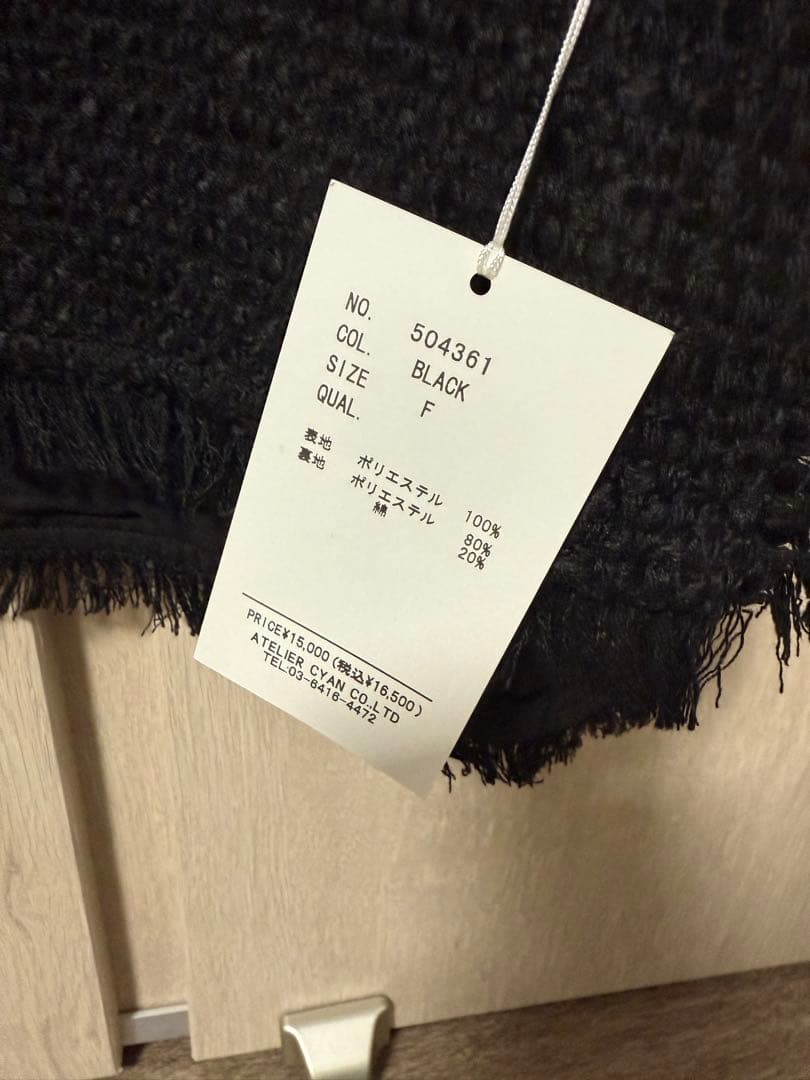 NO. 504361
COL. BLACK
SIZE F
QUAL.
表地 ポリエステル 100%
裏地 ポリエステル 80%
綿 20%
PRICE¥15,000(税込¥16,500)
ATELIER CYAN CO.,LTD
TEL:03-6416-4472